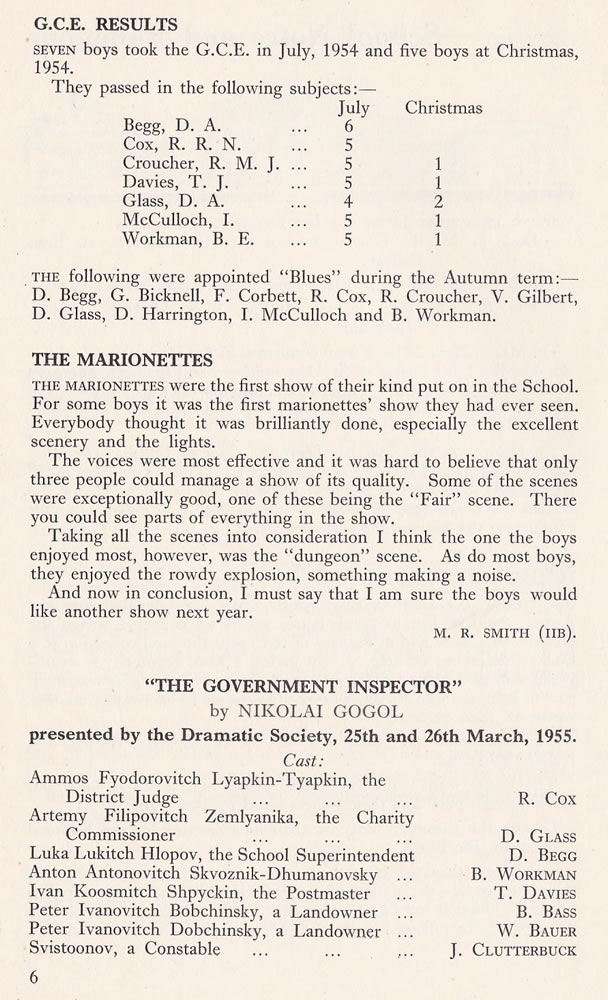 G.C.E. RESULTS
SEVEN boys took the G.C.E. in July, 1954 and five boys at Christmas,
1954.
They passed in the following subjects:—
July Christmas
Begg, D. A. ... 6
Cox, R. R. N. ... 5
Croucher, R. M. J. ... 5 1
Davies, T. J. ... 5 1
Glass, D. A. ... 4 2
McCulloch, I. ... 5 1
Workman, B. E. ... 5 1
THE following were appointed “Blues” during the Autumn term:—
D. Begg, G. Bicknell, F. Corbett, R. Cox, R. Croucher, V. Gilbert,
D. Glass, D. Harrington, I. McCulloch and B. Workman.
THE MARIONETTES
THE MARIONETTES were the first show of their kind put on in the School.
For some boys it was the first marionettes’ show they had ever seen.
Everybody thought it was brilliantly done, especially the excellent
scenery and the lights.
The voices were most effective and it was hard to believe that only
three people could manage a show of its quality. Some of the scenes
were exceptionally good, one of these being the “Fair” scene. There
you could see parts of everything in the show.
Taking all the scenes into consideration I think the one the boys
enjoyed most, however, was the “dungeon” scene. As do most boys,
they enjoyed the rowdy explosion, something making a noise.
And now in conclusion, I must say that I am sure the boys would
like another show next year.
M. R. SMITH (IIB).
“THE GOVERNMENT INSPECTOR”
by NIKOLAI GOGOL
presented by the Dramatic Society, 25th and 26th March, 1955.
Cast:
Ammos Fyodorovitch Lyapkin-Tyapkin, the
District Judge ... ... ... R. COX
Artemy Filipovitch Zemlyanika, the Charity
Commissioner ... ... ... D. GLASS
Luka Lukitch Hlopov, the School Superintendent D. BEGG
Anton Antonovitch Skvoznik-Dhumanovsky ... B. WORKMAN
Ivan Koosmitch Shpyckin, the Postmaster ... T. DAVIES
Peter Ivanovitch Bobchinsky, a Landowner ... B. BASS
Peter Ivanovitch Dobchinsky, a Landowner ... W. BAUER
Svistoonov, a Constable ... ... ... J. CLUTTERBUCK
6